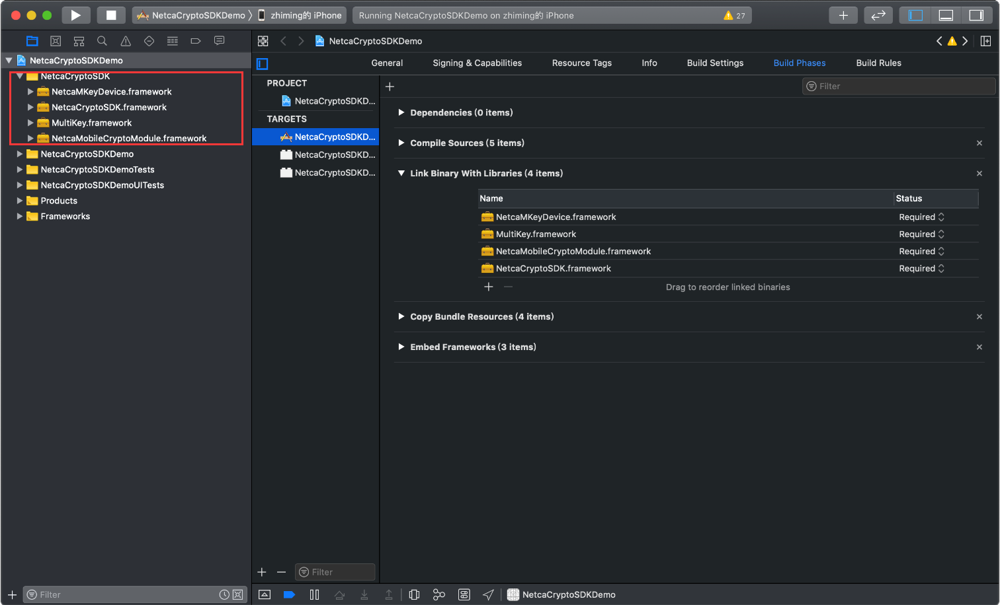 NetcaCryptoSDKDemo
zhiming的 iPhone
Running NetcaCryptoSDKDemo on zhiming的 iPhone
27
NetcaCryptoSDKDemo
NetcaCryptoSDKDemo
NetcaCryptoSDK
NetcaMKeyDevice.framework
NetcaCryptoSDK.framework
MultiKey.framework
NetcaMobileCryptoModule.framework
NetcaCryptoSDKDemo
NetcaCryptoSDKDemoTests
NetcaCryptoSDKDemoUITests
Products
Frameworks
Filter
General
Signing & Capabilities
Resource Tags
Info
Build Settings
Build Phases
Build Rules
PROJECT
NetcaCryptoSDKD...
TARGETS
NetcaCryptoSDKD...
NetcaCryptoSDKD...
NetcaCryptoSDKD...
Filter
Filter
Dependencies (0 items)
Compile Sources (5 items)
Link Binary With Libraries (4 items)
Name Status
NetcaMKeyDevice.framework Required
MultiKey.framework Required
NetcaMobileCryptoModule.framework Required
NetcaCryptoSDK.framework Required
Drag to reorder linked binaries
Copy Bundle Resources (4 items)
Embed Frameworks (3 items)
NetcaCryptoSDKDemo